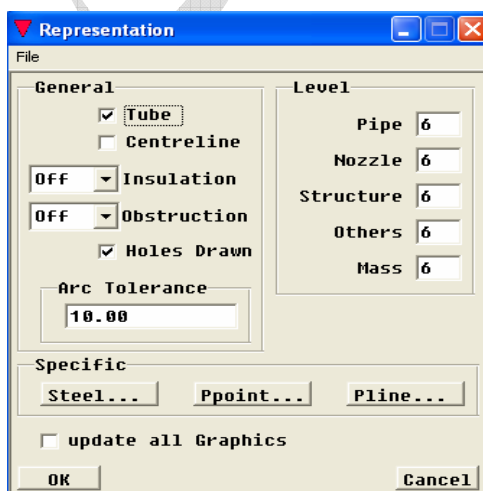 Representation
File
General
Tube
Centreline
Off Insulation
Off Obstruction
Holes Drawn
Arc Tolerance
10.00
Level
Pipe 6
Nozzle 6
Structure 6
Others 6
Mass 6
Specific
Steel... Ppoint... Pline...
update all Graphics
OK Cancel